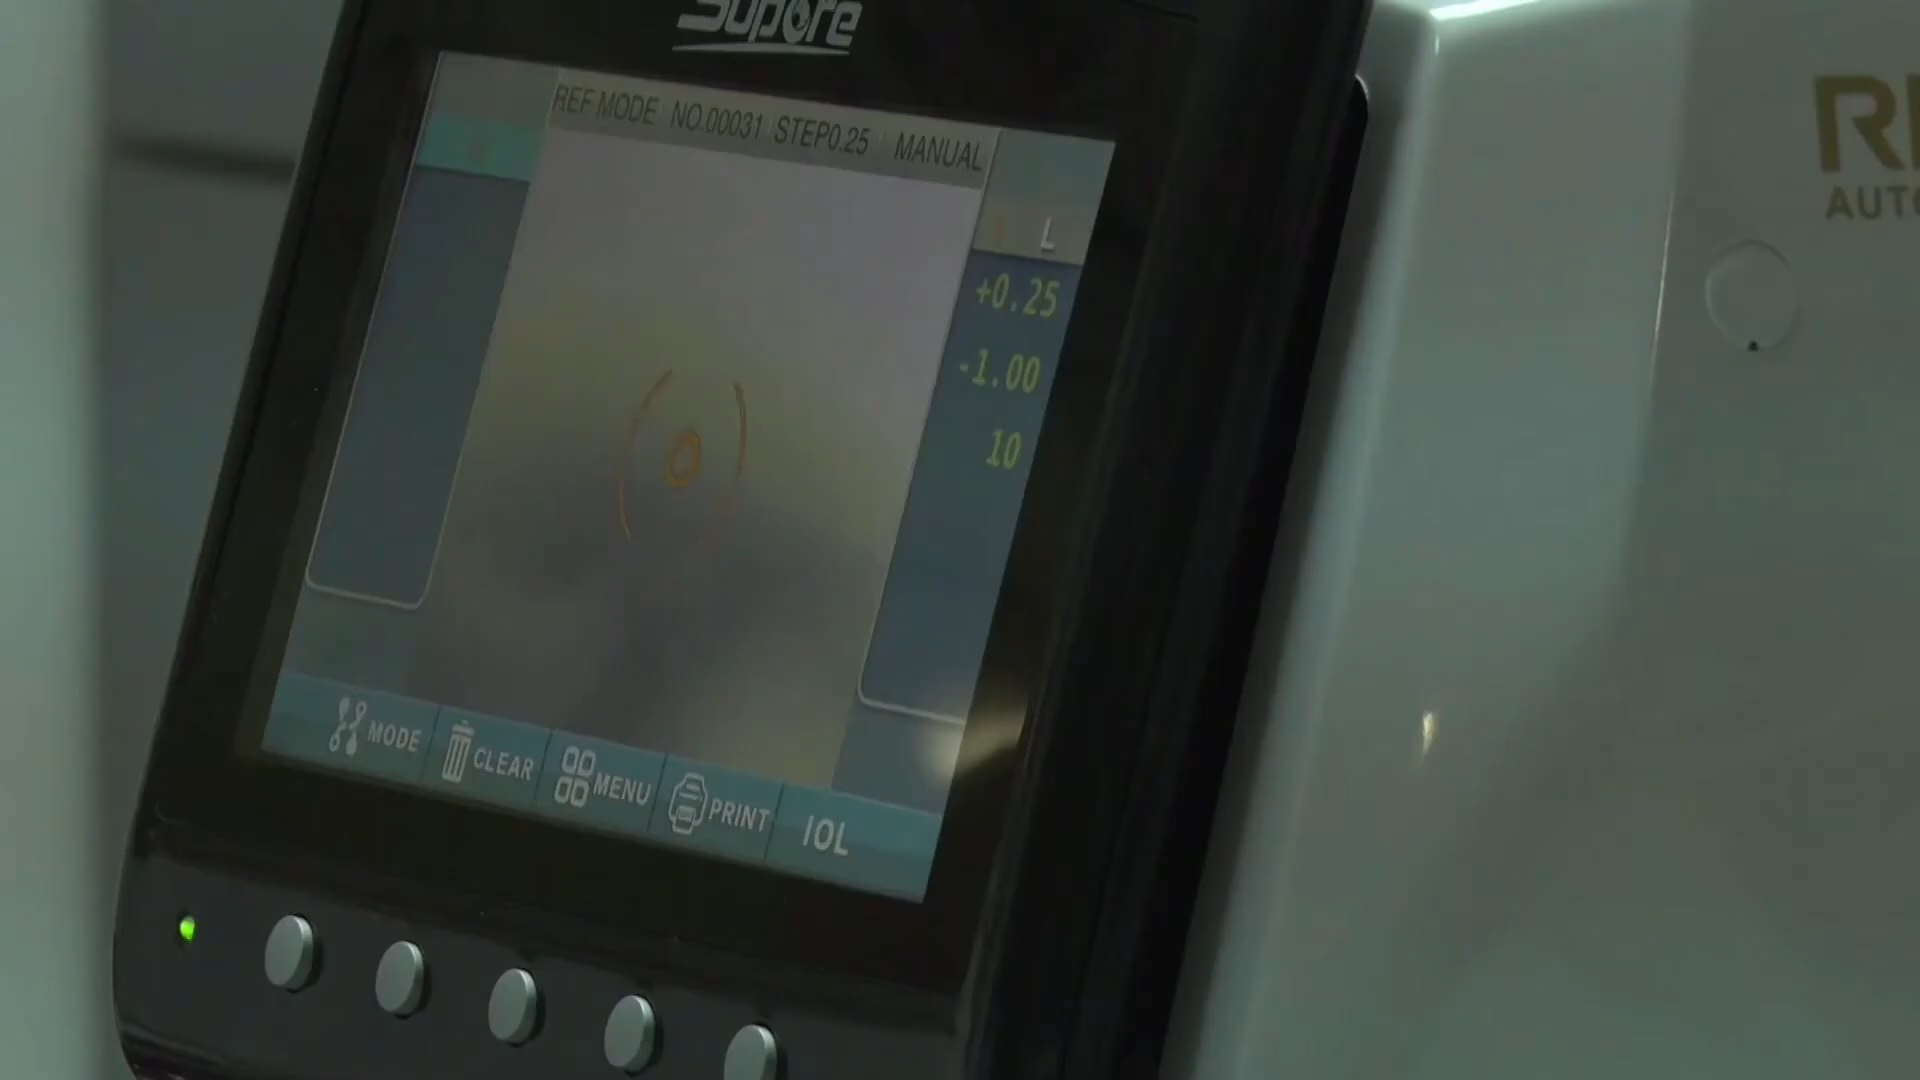 Supore
REF MODE NO.00031 STEP0.25 MANUAL
L
+0.25
-1.00
10
MODE CLEAR MENU PRINT IOL